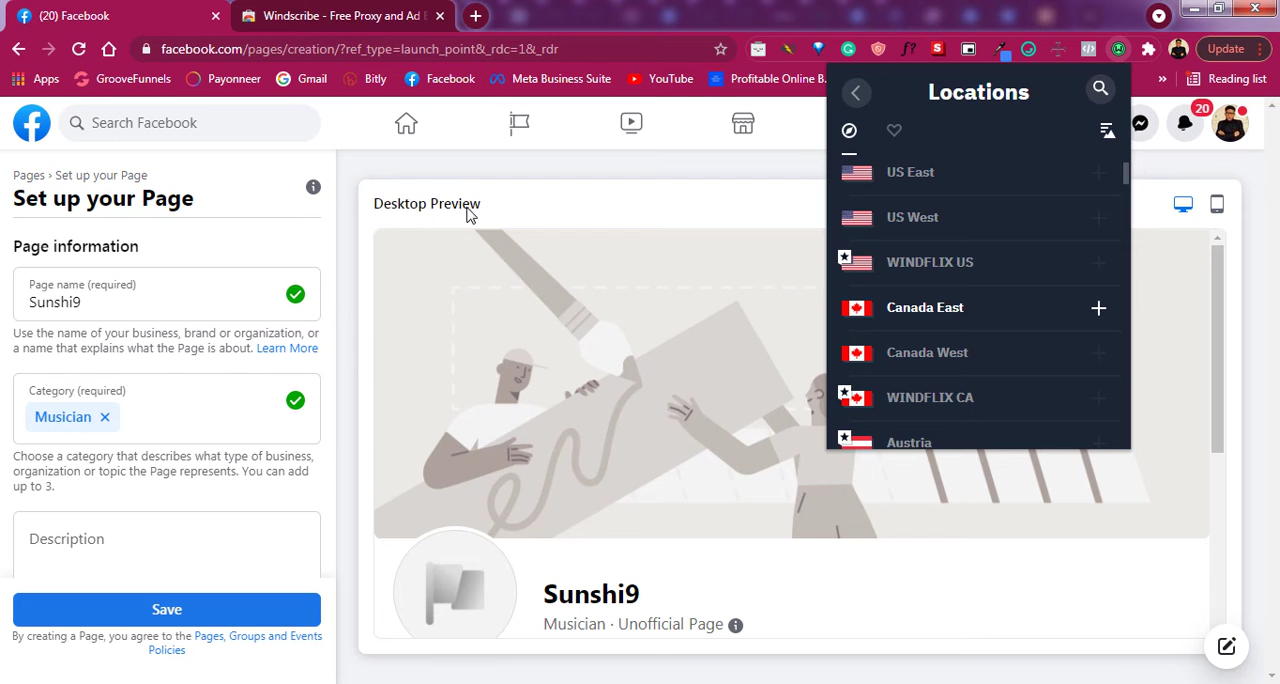 (20) Facebook
Windscribe - Free Proxy and Ad
Update
facebook.com/pages/creation/?ref_type=launch_point&_rdc=1&_rdr
Apps
GrooveFunnels
Payonneer
Gmail
Bitly
Facebook
Meta Business Suite
YouTube
Profitable Online B.
Reading list
Search Facebook
20
Pages › Set up your Page
Set up your Page
Page information
Page name (required)
Sunshi9
Use the name of your business, brand or organization, or
a name that explains what the Page is about. Learn More
Category (required)
Musician
Choose a category that describes what type of business,
organization or topic the Page represents. You can add
up to 3.
Description
Save
By creating a Page, you agree to the Pages, Groups and Events
Policies
Desktop Preview
Sunshi9
Musician · Unofficial Page
Locations
US East
US West
WINDFLIX US
Canada East
Canada West
WINDFLIX CA
Austria